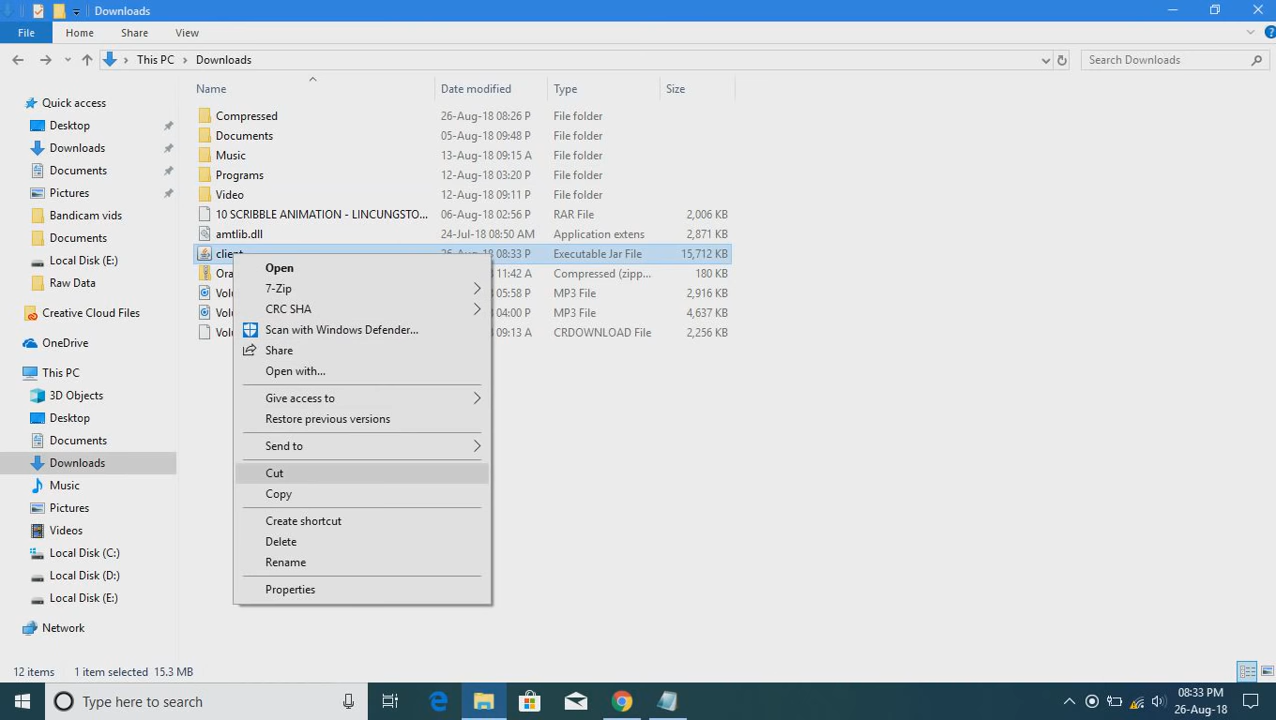 Downloads
File Home Share View
This PC Downloads Search Downloads
Name Date modified Type Size
Quick access
Desktop
Downloads
Documents
Pictures
Bandicam vids
documents
Local Disk (E:)
Raw Data
Creative Cloud Files
OneDrive
This PC
3D Objects
Desktop
Documents
Downloads
Music
Pictures
Videos
Local Disk (C:)
Local Disk (D:)
Local Disk (E:)
Network
Compressed 26-Aug-18 08:26 P File folder
Documents 05-Aug-18 09:48 P File folder
Music 13-Aug-18 09:15 A File folder
Programs 12-Aug-18 03:20 P File folder
Video 12-Aug-18 09:11 P File folder
10 SCRIBBLE ANIMATION - LINCUNGSTO... 06-Aug-18 02:56 P RAR File 2,006 KB
amtlib.dll 24-Jul-18 08:50 AM Application extens 2,871 KB
client 26-Aug-18 08:33 P Executable Jar File 15,712 KB
Ora 11:42 A Compressed (zipp... 180 KB
Vol 05:58 P MP3 File 2,916 KB
Vol 04:00 P MP3 File 4,637 KB
Vol 09:13 A CRDOWNLOAD File 2,256 KB
Open
7-Zip
CRC SHA
Scan with Windows Defender...
Share
Open with...
Give access to
Restore previous versions
Send to
Cut
Copy
Create shortcut
Delete
Rename
Properties
12 items 1 item selected 15.3 MB
Type here to search
08:33 PM
26-Aug-18